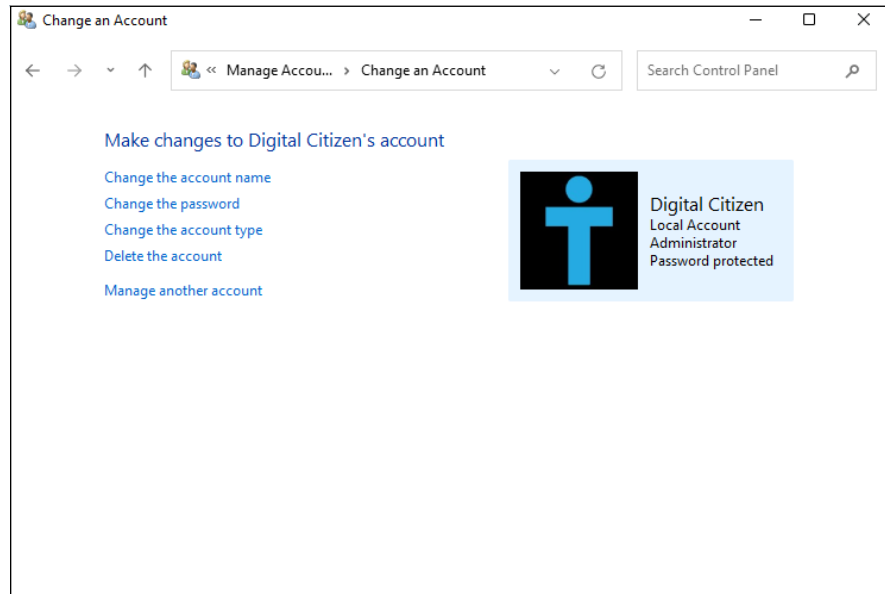 Change an Account
« Manage Accou... › Change an Account
Search Control Panel
Make changes to Digital Citizen's account
Change the account name
Change the password
Change the account type
Delete the account
Manage another account
Digital Citizen
Local Account
Administrator
Password protected